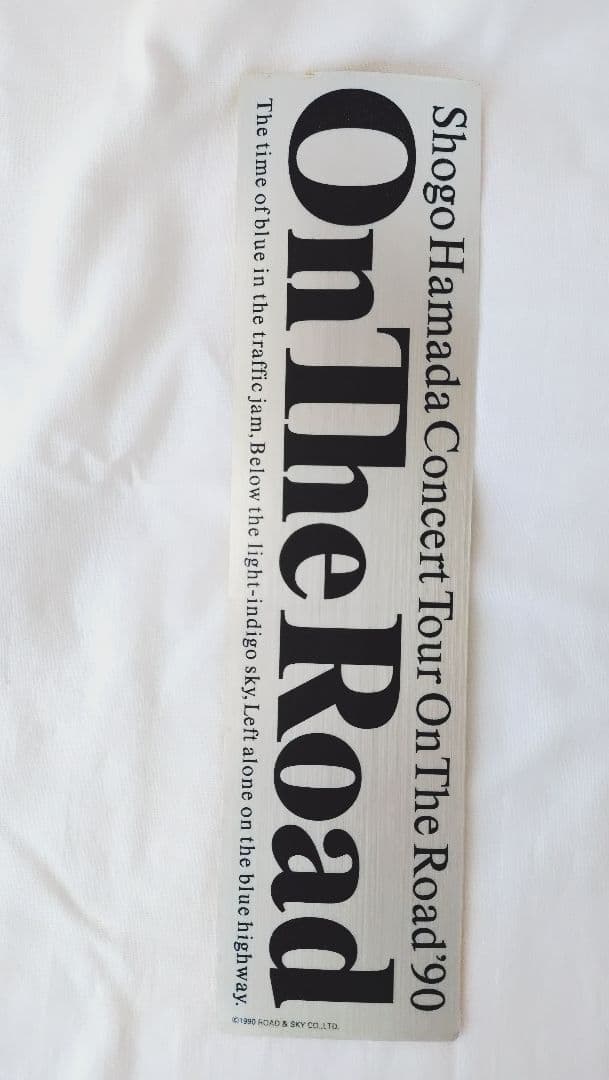 Shogo Hamada Concert Tour On The Road'90
On The Road
The time of blue in the traffic jam, Below the light-indigo sky, Left alone on the blue highway.
©1990 ROAD & SKY CO.,LTD.